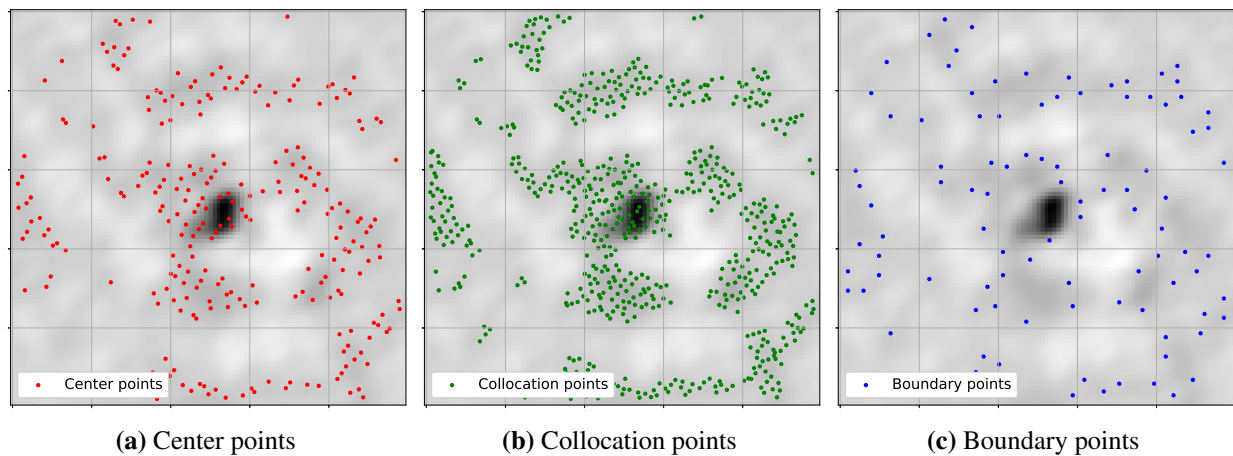 Center points
Collocation points
Boundary points
(a) Center points
(b) Collocation points
(c) Boundary points